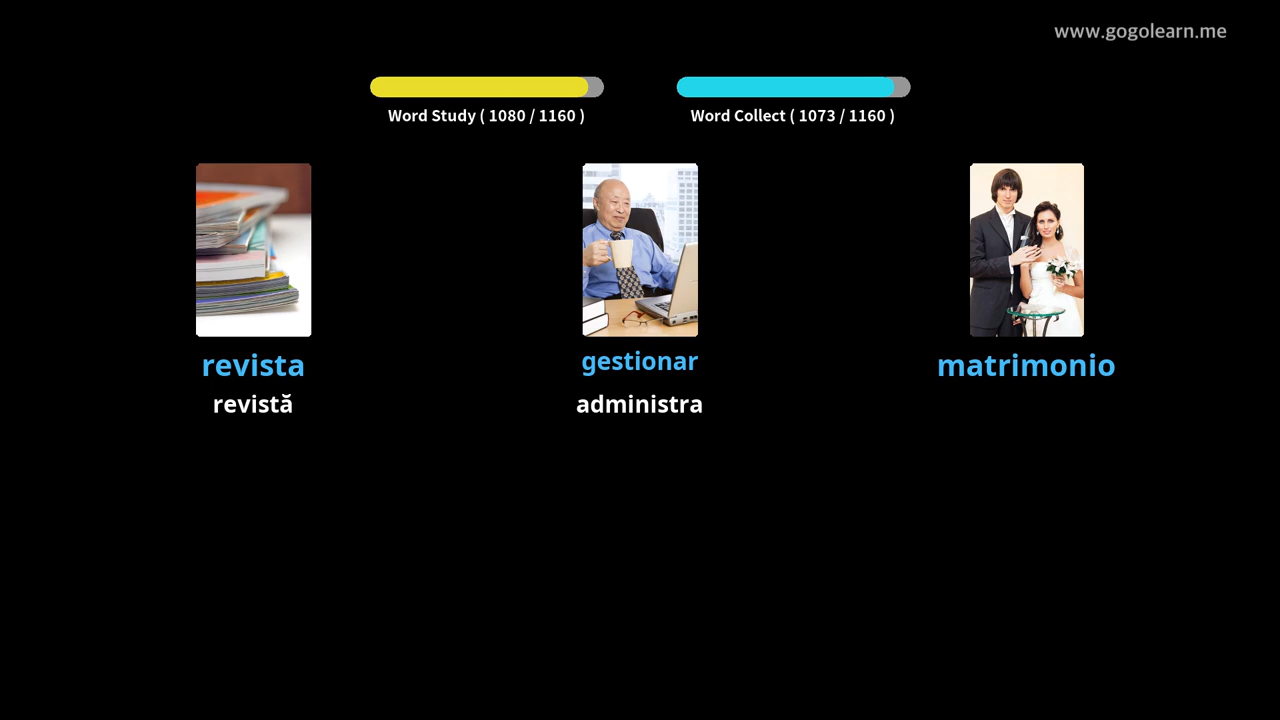 www.gogolearn.me
Word Study ( 1080 / 1160 )
Word Collect ( 1073 / 1160 )
revista
gestionar
matrimonio
revistă
administra